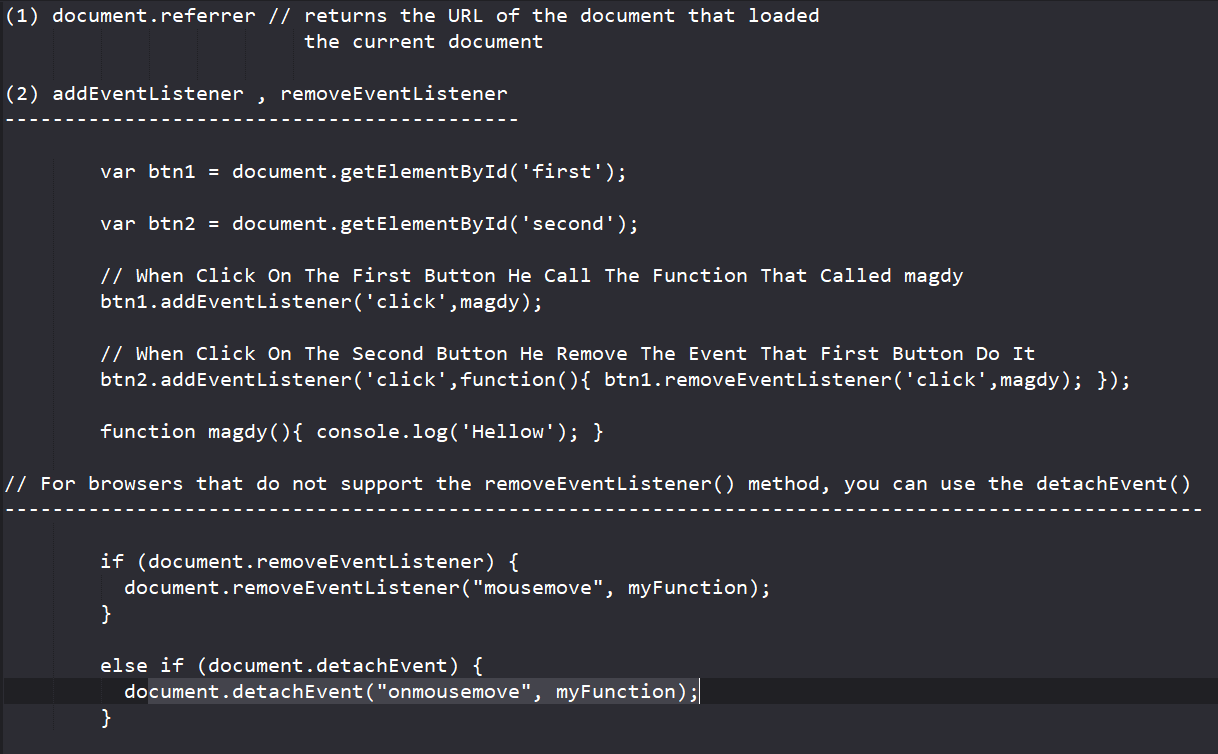 (1) document.referrer // returns the URL of the document that loaded
the current document
(2) addEventListener , removeEventListener
-------------------------------------------
var btn1 = document.getElementById('first');
var btn2 = document.getElementById('second');
// When Click On The First Button He Call The Function That Called magdy
btn1.addEventListener('click',magdy);
// When Click On The Second Button He Remove The Event That First Button Do It
btn2.addEventListener('click',function(){ btn1.removeEventListener('click',magdy); });
function magdy(){ console.log('Hellow'); }
// For browsers that do not support the removeEventListener() method, you can use the detachEvent()
----------------------------------------------------------------------------------------------------
if (document.removeEventListener) {
document.removeEventListener("mousemove", myFunction);
}
else if (document.detachEvent) {
document.detachEvent("onmousemove", myFunction);
}